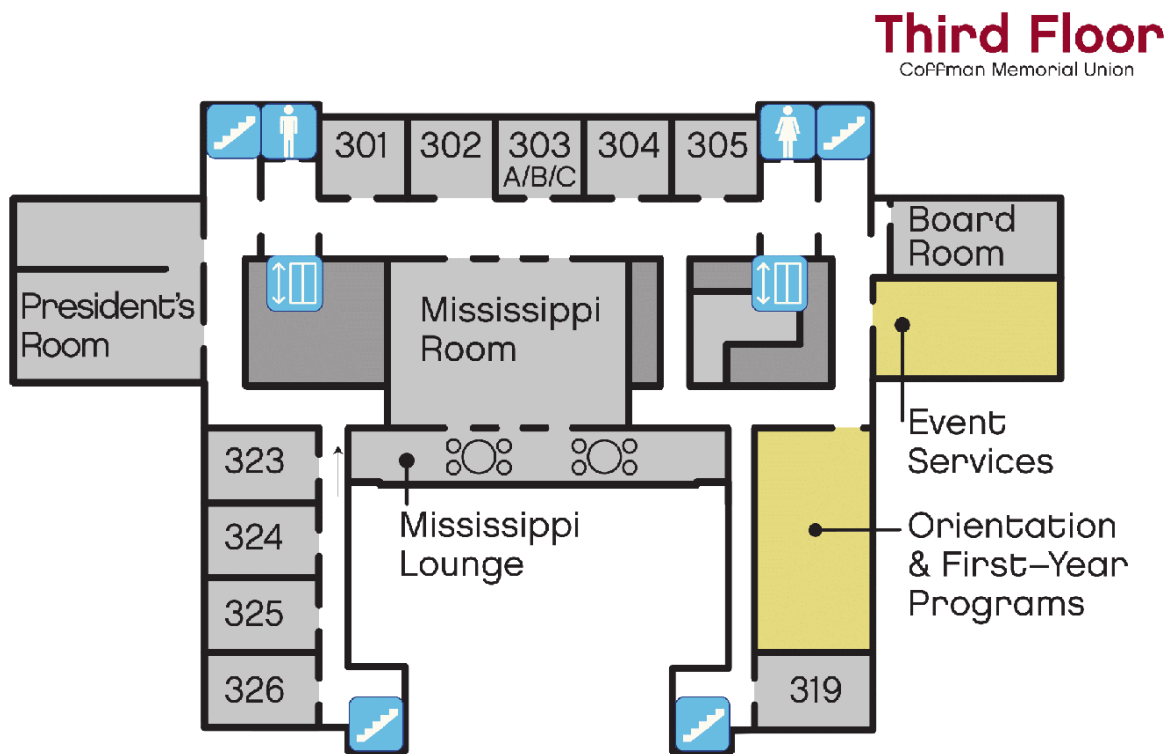 Third Floor
Coffman Memorial Union
301
302
303
A/B/C
304
305
Board
Room
President's
Room
Mississippi
Room
Event
Services
323
324
325
326
Mississippi
Lounge
Orientation
& First-Year
Programs
319